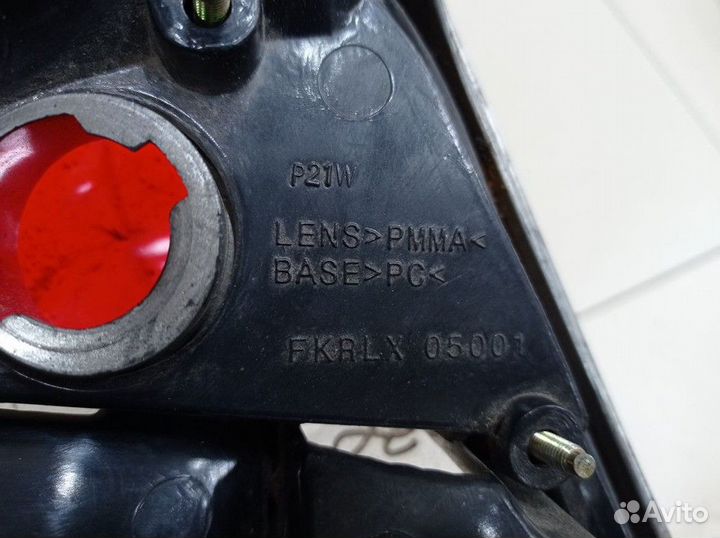 P21W
LENS>PMMA<
BASE>PC<
FKRLX 05001
Avito